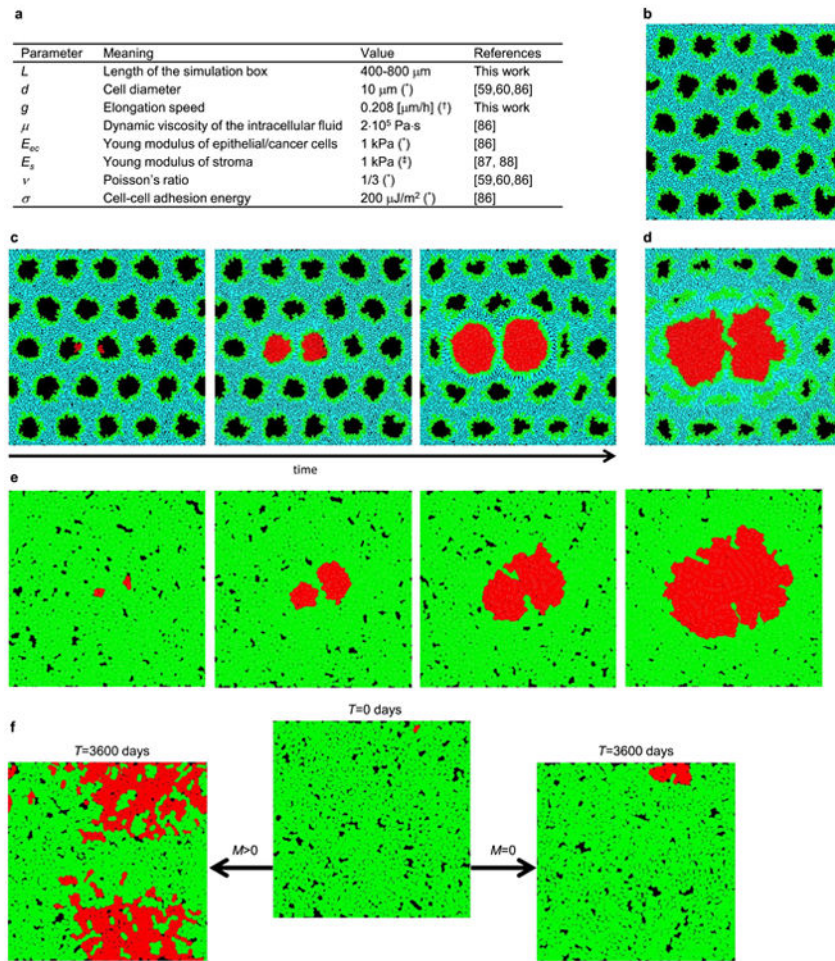 a
Parameter Meaning Value References
L Length of the simulation box 400-800 μm This work
d Cell diameter 10 μm (*) [59,60,86]
g Elongation speed 0.208 [μm/h] (†) This work
μ Dynamic viscosity of the intracellular fluid 2·10⁵ Pa·s [86]
E_ec Young modulus of epithelial/cancer cells 1 kPa (*) [86]
E_s Young modulus of stroma 1 kPa (‡) [87, 88]
ν Poisson's ratio 1/3 (*) [59,60,86]
σ Cell-cell adhesion energy 200 μJ/m² (*) [86]
b
c
d
time
e
f
T=0 days
T=3600 days
T=3600 days
M>0
M=0